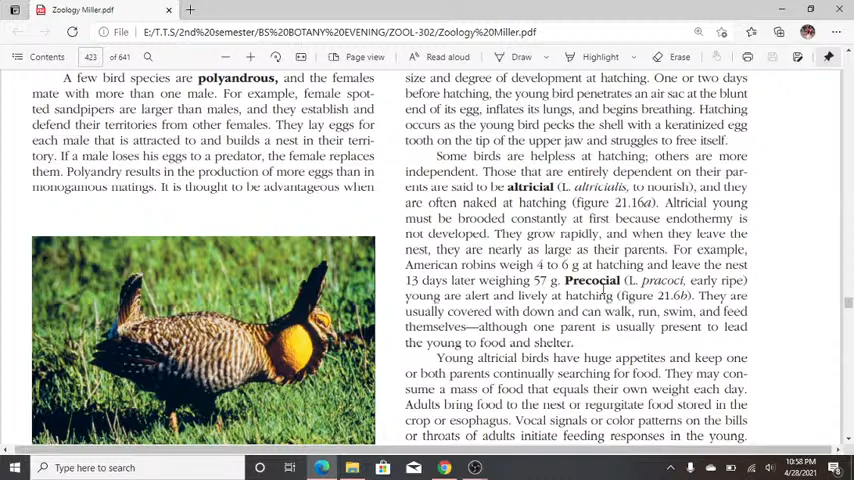 Zoology Miller.pdf
File
E:/T.T.S/2nd%20semester/BS%20BOTANY%20EVENING/ZOOL-302/Zoology%20Miller.pdf
Contents
423
of 641
Page view
Read aloud
Draw
Highlight
Erase
A few bird species are polyandrous, and the females
mate with more than one male. For example, female spot-
ted sandpipers are larger than males, and they establish and
defend their territories from other females. They lay eggs for
each male that is attracted to and builds a nest in their terri-
tory. If a male loses his eggs to a predator, the female replaces
them. Polyandry results in the production of more eggs than in
monogamous matings. It is thought to be advantageous when
size and degree of development at hatching. One or two days
before hatching, the young bird penetrates an air sac at the blunt
end of its egg, inflates its lungs, and begins breathing. Hatching
occurs as the young bird pecks the shell with a keratinized egg
tooth on the tip of the upper jaw and struggles to free itself.
Some birds are helpless at hatching; others are more
independent. Those that are entirely dependent on their par-
ents are said to be altricial (L. altricialis, to nourish), and they
are often naked at hatching (figure 21.16a). Altricial young
must be brooded constantly at first because endothermy is
not developed. They grow rapidly, and when they leave the
nest, they are nearly as large as their parents. For example,
American robins weigh 4 to 6 g at hatching and leave the nest
13 days later weighing 57 g. Precocial (L. pracoci, early ripe)
young are alert and lively at hatching (figure 21.6b). They are
usually covered with down and can walk, run, swim, and feed
themselves—although one parent is usually present to lead
the young to food and shelter.
Young altricial birds have huge appetites and keep one
or both parents continually searching for food. They may con-
sume a mass of food that equals their own weight each day.
Adults bring food to the nest or regurgitate food stored in the
crop or esophagus. Vocal signals or color patterns on the bills
or throats of adults initiate feeding responses in the young.
Type here to search
10:58 PM
4/28/2021